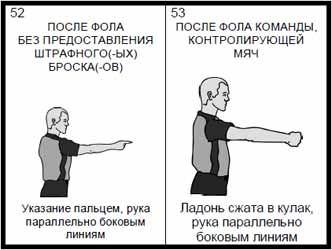 52
ПОСЛЕ ФОЛА
БЕЗ ПРЕДОСТАВЛЕНИЯ
ШТРАФНОГО(-ЫХ)
БРОСКА(-ОВ)
Указание пальцем, рука
параллельно боковым
линиям
53
ПОСЛЕ ФОЛА КОМАНДЫ,
КОНТРОЛИРУЮЩЕЙ
МЯЧ
Ладонь сжата в кулак,
рука параллельно
боковым линиям